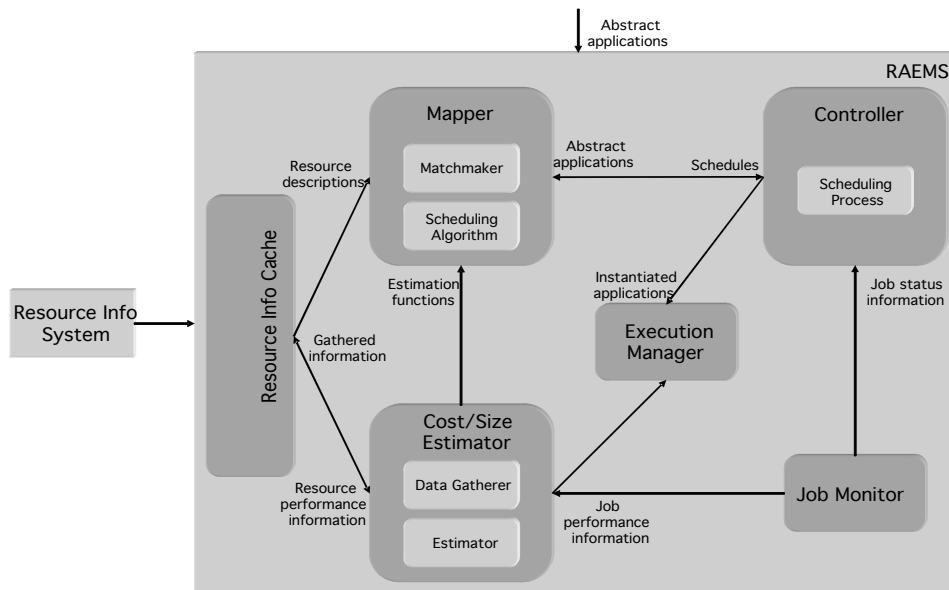 Abstract
applications
RAEMS
Mapper
Matchmaker
Scheduling
Algorithm
Controller
Scheduling
Process
Abstract
applications
Schedules
Resource
descriptions
Resource Info Cache
Resource Info
System
Estimation
functions
Instantiated
applications
Job status
information
Gathered
information
Execution
Manager
Cost/Size
Estimator
Data Gatherer
Estimator
Resource
performance
information
Job
performance
information
Job Monitor